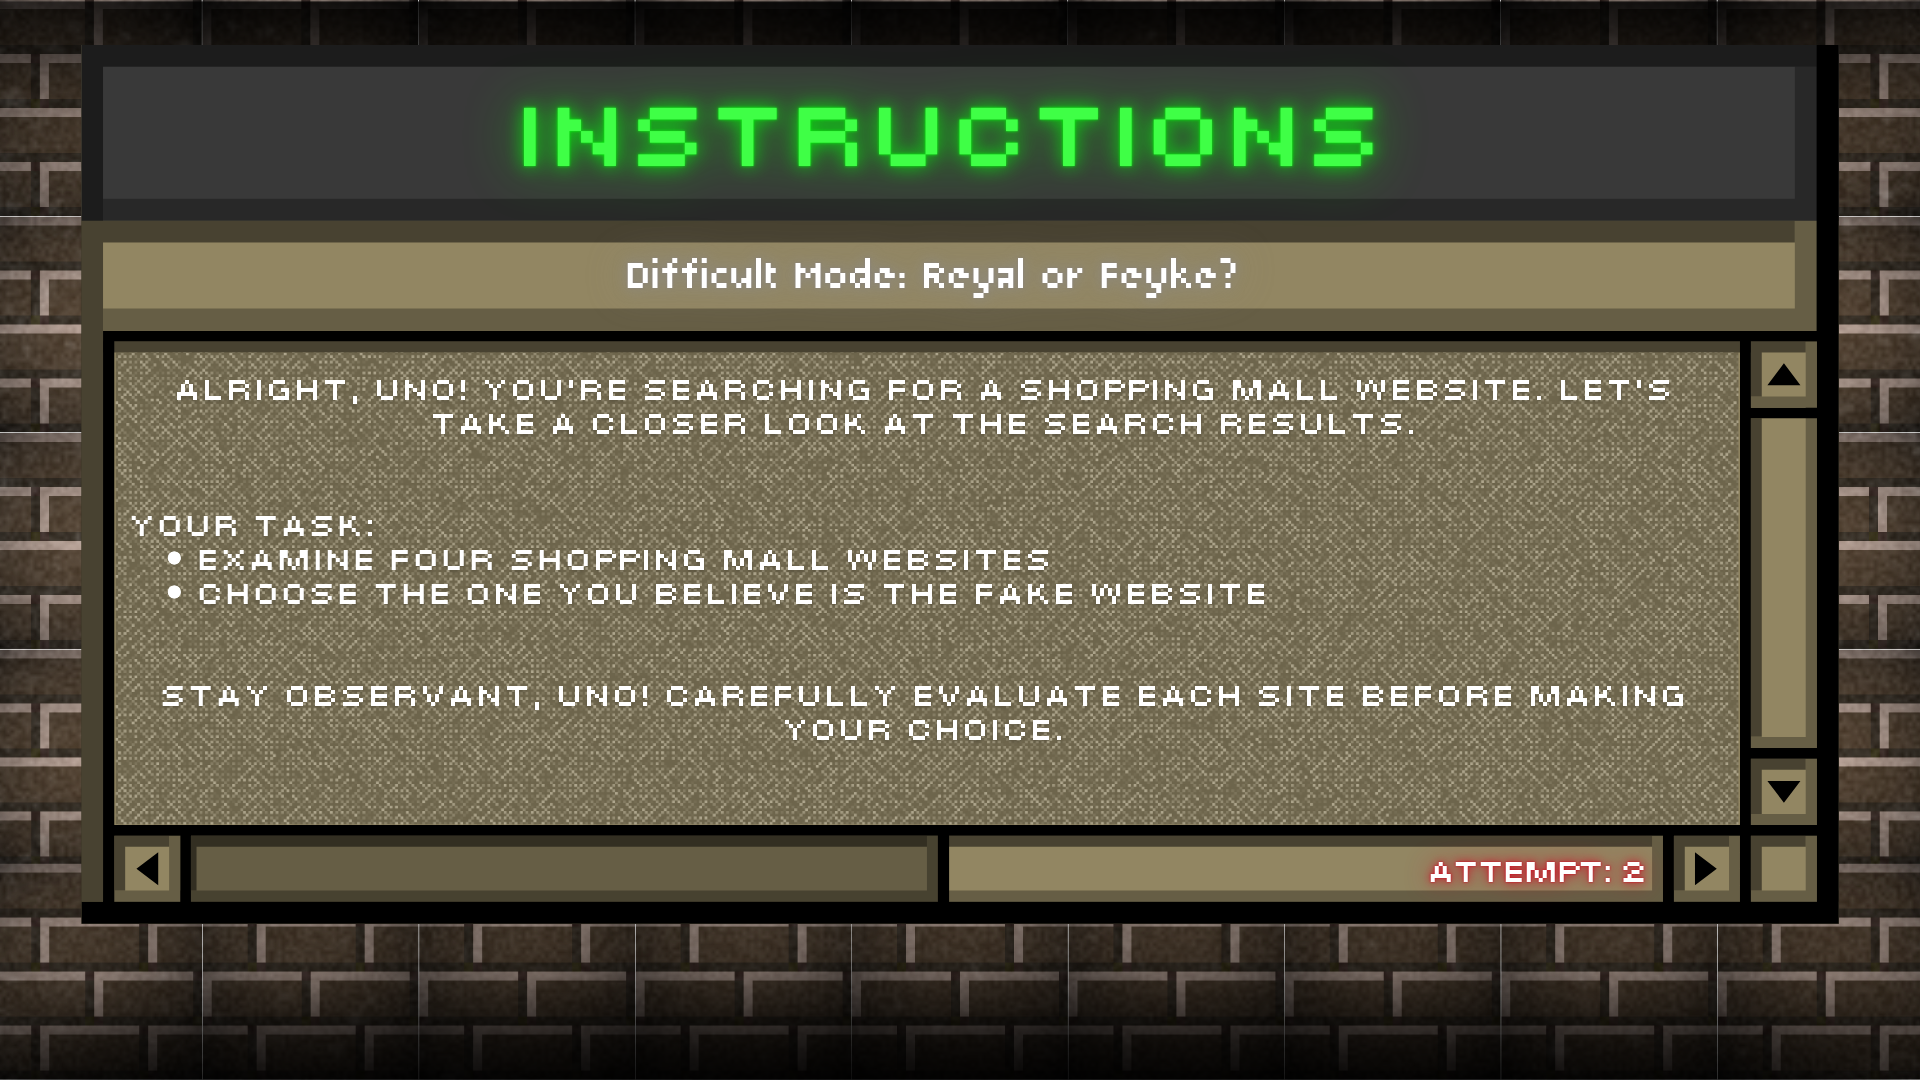 INSTRUCTIONS
Difficult Mode: Reyal or Feyke?
ALRIGHT, UNO! YOU'RE SEARCHING FOR A SHOPPING MALL WEBSITE. LET'S
TAKE A CLOSER LOOK AT THE SEARCH RESULTS.
YOUR TASK:
• EXAMINE FOUR SHOPPING MALL WEBSITES
• CHOOSE THE ONE YOU BELIEVE IS THE FAKE WEBSITE
STAY OBSERVANT, UNO! CAREFULLY EVALUATE EACH SITE BEFORE MAKING
YOUR CHOICE.
ATTEMPT: 2